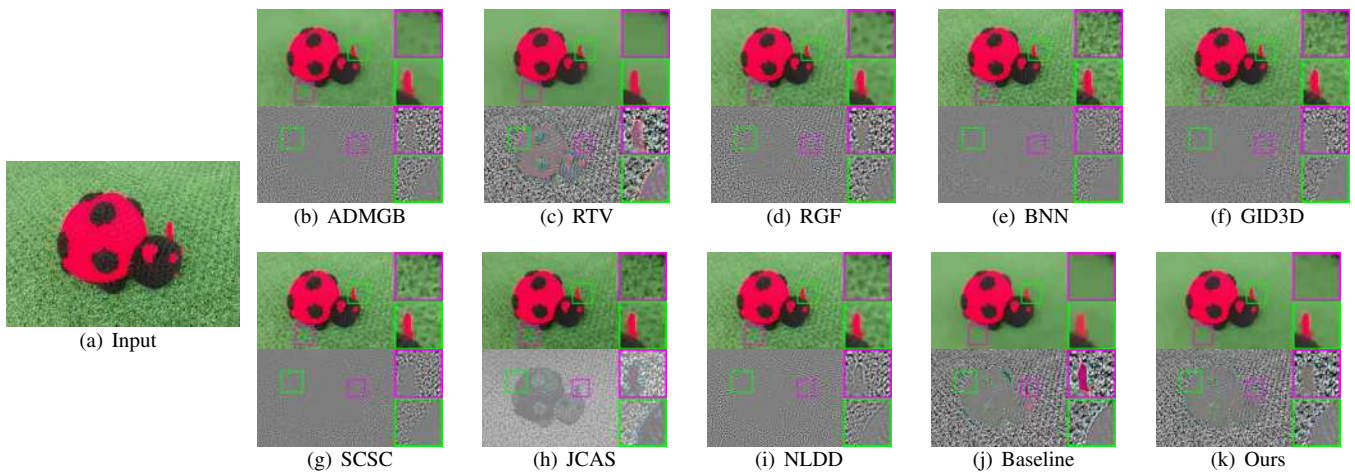 (b) ADMGB
(c) RTV
(d) RGF
(e) BNN
(f) GID3D
(a) Input
(g) SCSC
(h) JCAS
(i) NLDD
(j) Baseline
(k) Ours